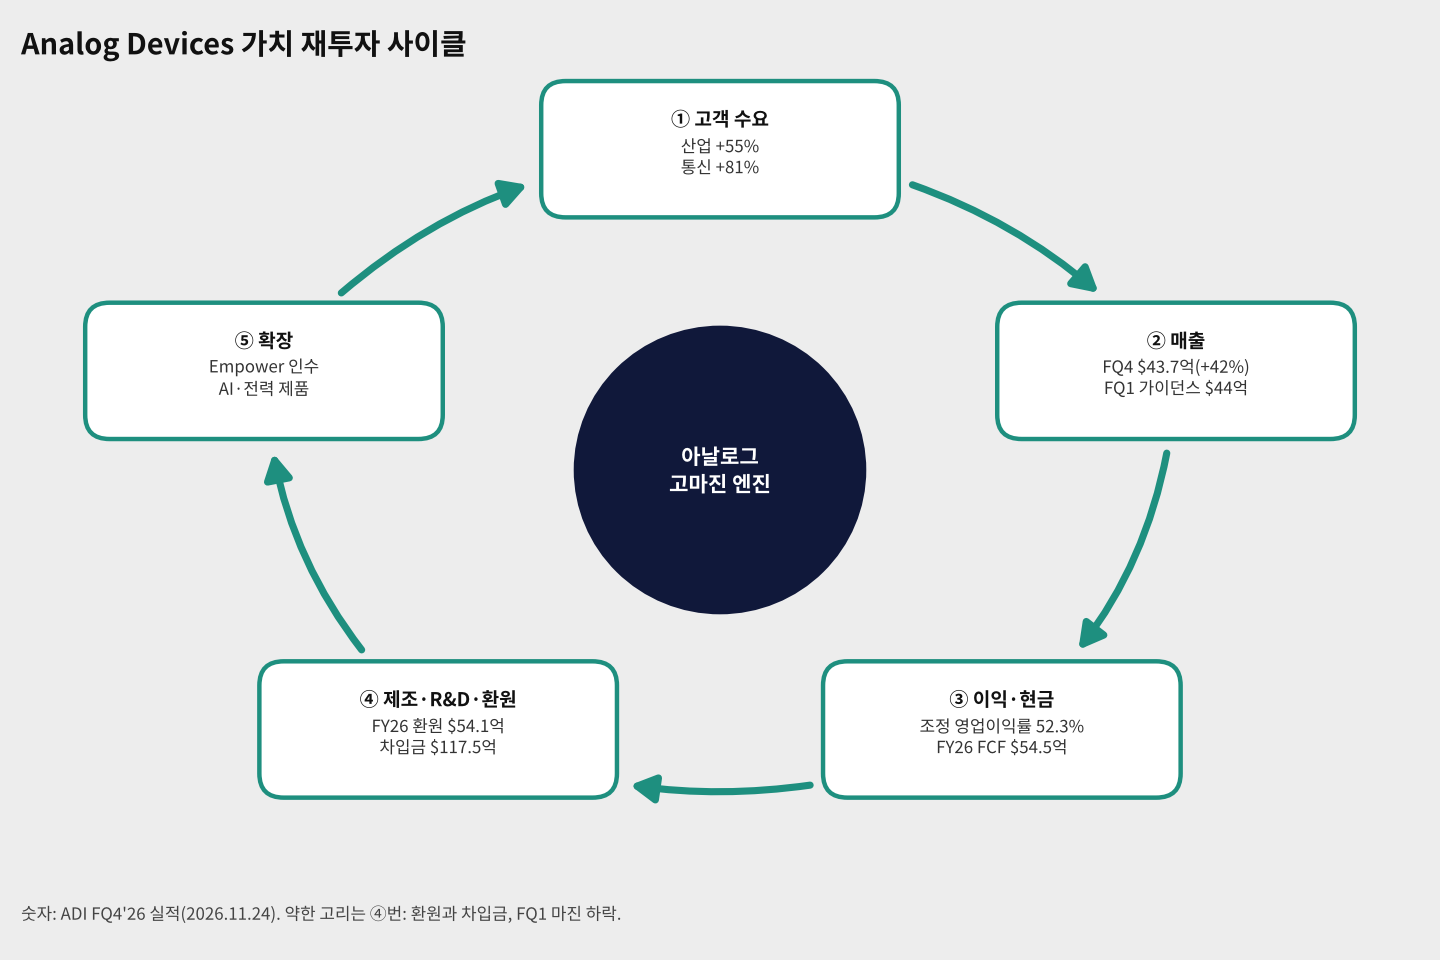 Analog Devices 가치 재투자 사이클
① 고객 수요
산업 +55%
통신 +81%
② 매출
FQ4 $43.7억(+42%)
FQ1 가이던스 $44억
③ 이익·현금
조정 영업이익률 52.3%
FY26 FCF $54.5억
④ 제조·R&D·환원
FY26 환원 $54.1억
차입금 $117.5억
⑤ 확장
Empower 인수
AI·전력 제품
아날로그
고마진 엔진
숫자: ADI FQ4'26 실적(2026.11.24). 약한 고리는 ④번: 환원과 차입금, FQ1 마진 하락.